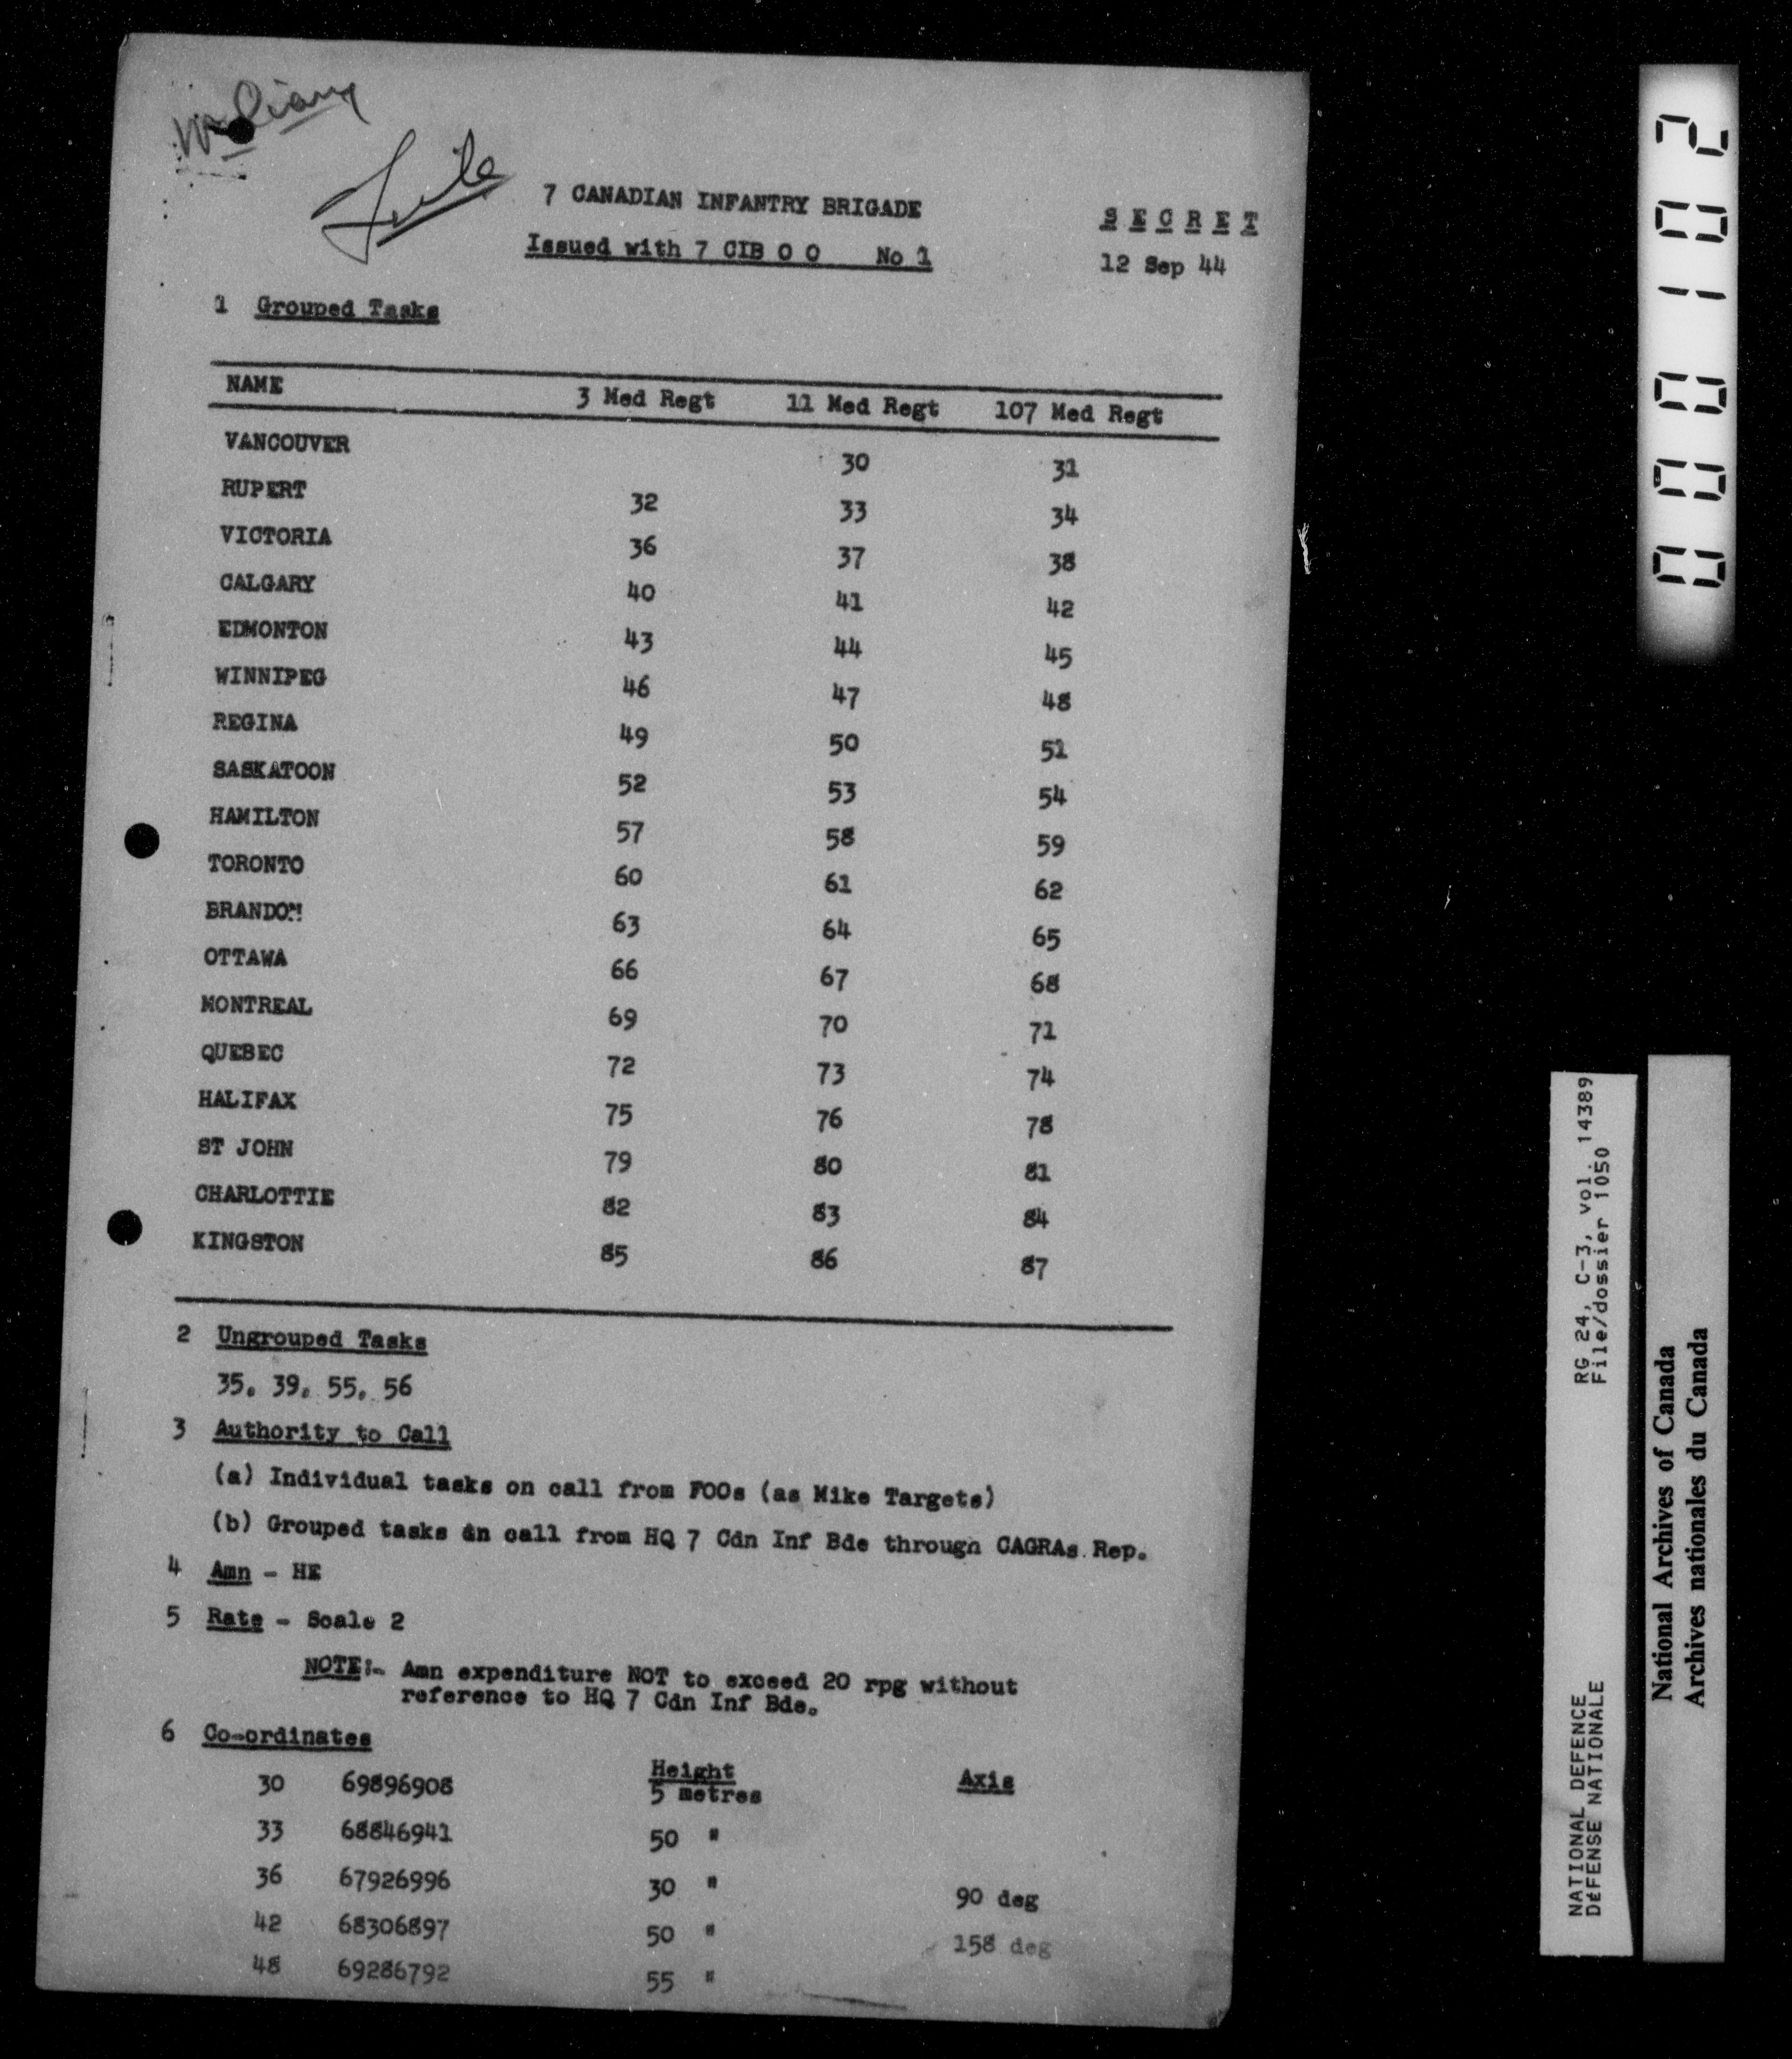 W Diary
File
7 CANADIAN INFANTRY BRIGADE
S E C R E T
Issued with 7 CIB O O No 1
12 Sep 44
1 Grouped Tasks
NAME 3 Med Regt 11 Med Regt 107 Med Regt
VANCOUVER 30 31
RUPERT 32 33 34
VICTORIA 36 37 38
CALGARY 40 41 42
EDMONTON 43 44 45
WINNIPEG 46 47 48
REGINA 49 50 51
SASKATOON 52 53 54
HAMILTON 57 58 59
TORONTO 60 61 62
BRANDON 63 64 65
OTTAWA 66 67 68
MONTREAL 69 70 71
QUEBEC 72 73 74
HALIFAX 75 76 78
ST JOHN 79 80 81
CHARLOTTIE 82 83 84
KINGSTON 85 86 87
2 Ungrouped Tasks
35, 39, 55, 56
3 Authority to Call
(a) Individual tasks on call from FOOs (as Mike Targets)
(b) Grouped tasks on call from HQ 7 Cdn Inf Bde through CAGRAs Rep.
4 Amn - HE
5 Rate - Scale 2
NOTE:- Amn expenditure NOT to exceed 20 rpg without
reference to HQ 7 Cdn Inf Bde.
6 Co-ordinates
Height Axis
30 69896908 5 metres
33 68846941 50 "
36 67926996 30 " 90 deg
42 68306897 50 " 158 deg
48 69286792 55 "
0000102
RG 24, C-3, vol. 14389
File/dossier 1050
NATIONAL DEFENCE
DÉFENSE NATIONALE
National Archives of Canada
Archives nationales du Canada